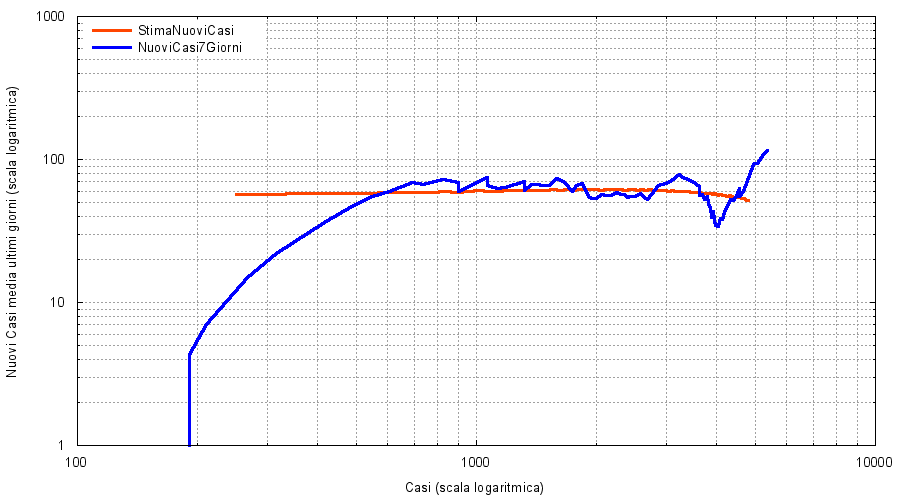 1000
StimaNuoviCasi
NuoviCasi7Giorni
100
10
1
100
1000
10000
Nuovi Casi media ultimi giorni (scala logaritmica)
Casi (scala logaritmica)